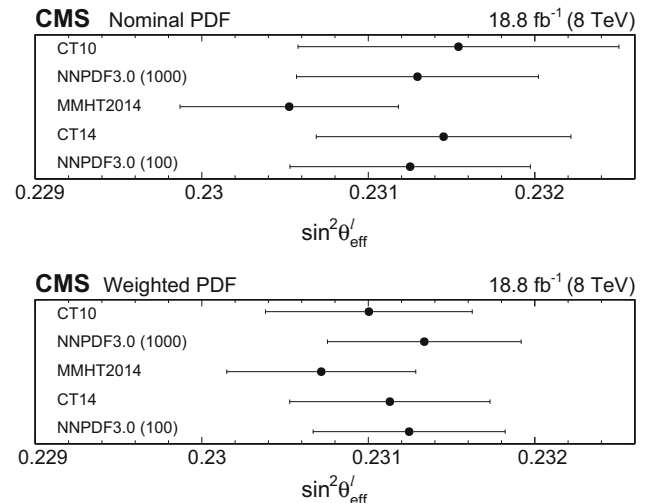 CMS Nominal PDF 18.8 fb⁻¹ (8 TeV)
CT10
NNPDF3.0 (1000)
MMHT2014
CT14
NNPDF3.0 (100)
0.229 0.23 0.231 0.232
sin²θˡeff
CMS Weighted PDF 18.8 fb⁻¹ (8 TeV)
CT10
NNPDF3.0 (1000)
MMHT2014
CT14
NNPDF3.0 (100)
0.229 0.23 0.231 0.232
sin²θˡeff